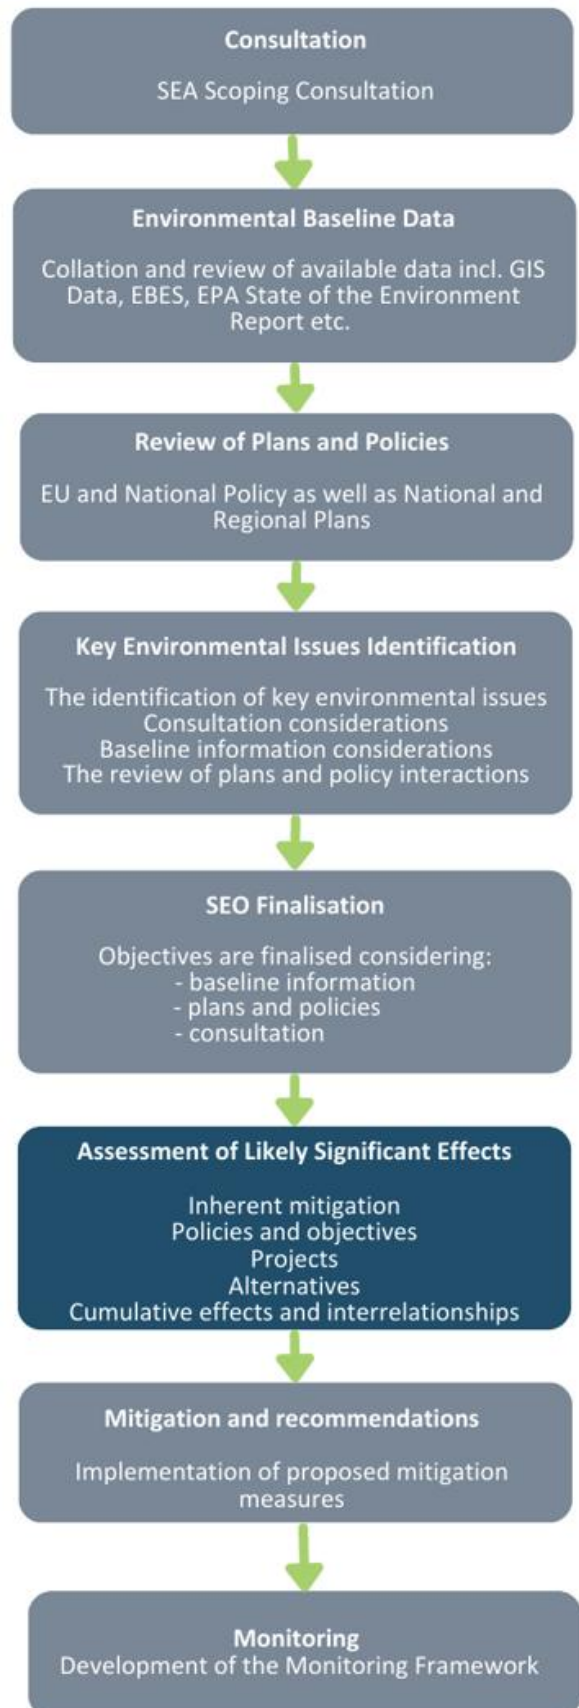 Consultation
SEA Scoping Consultation
Environmental Baseline Data
Collation and review of available data incl. GIS
Data, EBES, EPA State of the Environment
Report etc.
Review of Plans and Policies
EU and National Policy as well as National and
Regional Plans
Key Environmental Issues Identification
The identification of key environmental issues
Consultation considerations
Baseline information considerations
The review of plans and policy interactions
SEO Finalisation
Objectives are finalised considering:
- baseline information
- plans and policies
- consultation
Assessment of Likely Significant Effects
Inherent mitigation
Policies and objectives
Projects
Alternatives
Cumulative effects and interrelationships
Mitigation and recommendations
Implementation of proposed mitigation
measures
Monitoring
Development of the Monitoring Framework